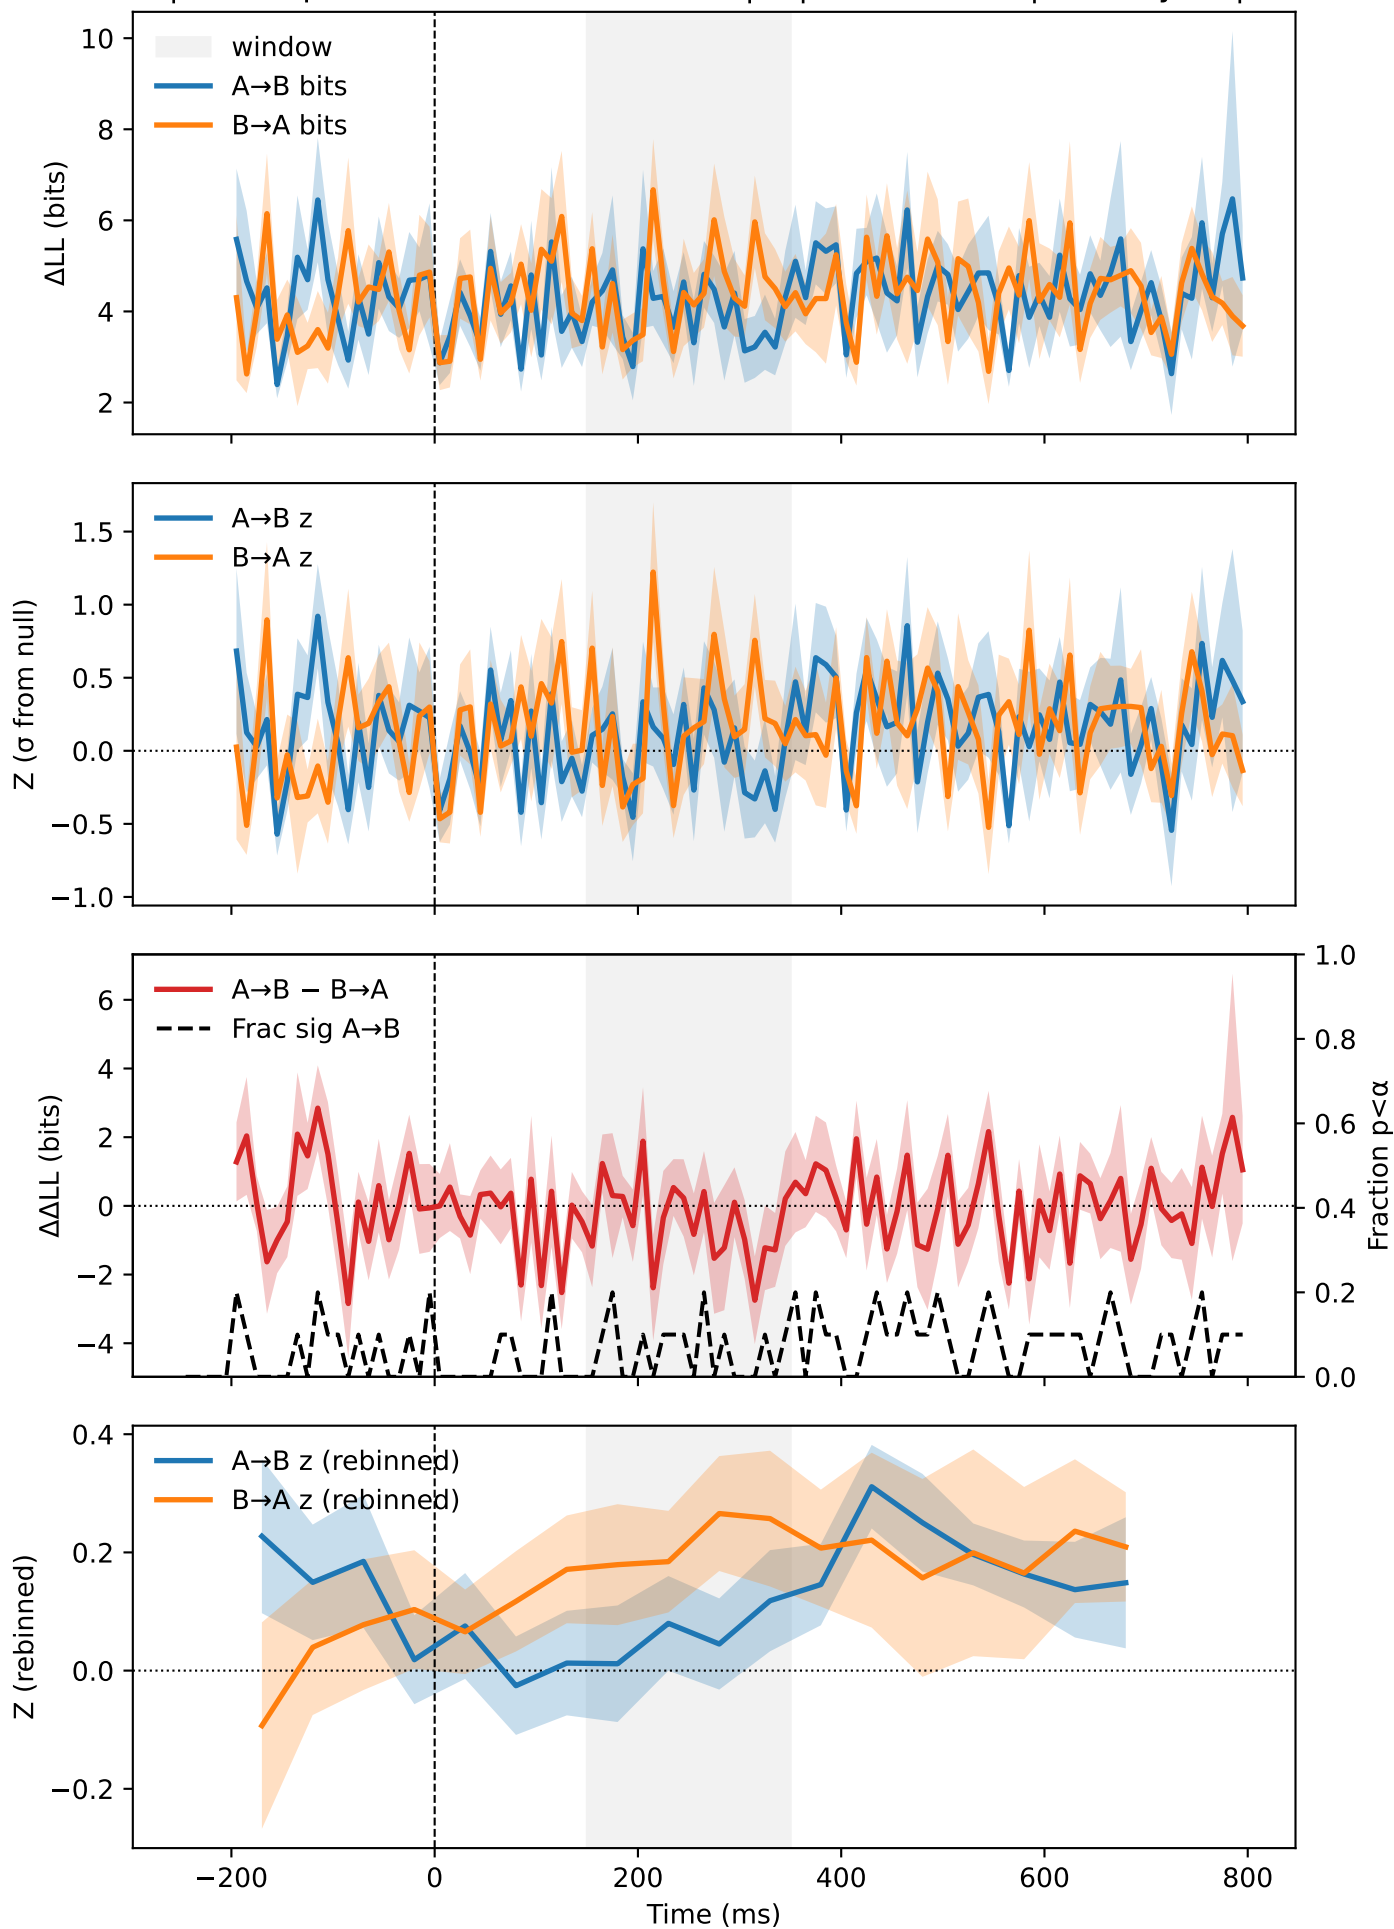 10
8
6
4
2
ΔLL (bits)
window
A→B bits
B→A bits
1.5
1.0
0.5
0.0
−0.5
−1.0
Z (σ from null)
A→B z
B→A z
6
4
2
0
−2
−4
ΔΔLL (bits)
A→B − B→A
Frac sig A→B
1.0
0.8
0.6
0.4
0.2
0.0
Fraction p<α
0.4
0.2
0.0
−0.2
Z (rebinned)
A→B z (rebinned)
B→A z (rebinned)
−200 0 200 400 600 800
Time (ms)